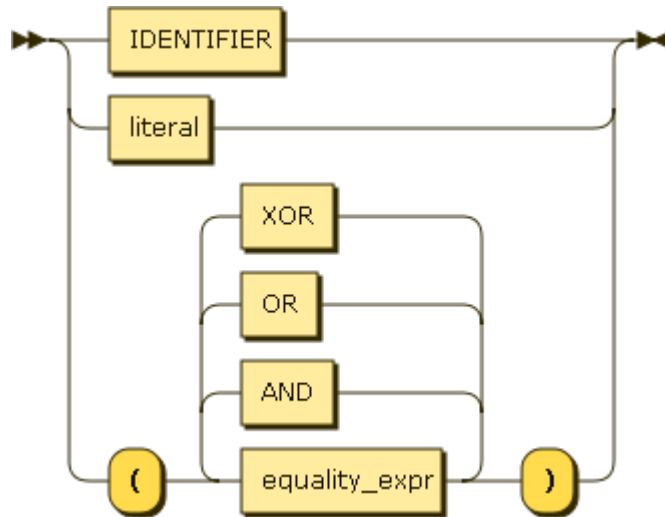 IDENTIFIER
literal
XOR
OR
AND
( equality_expr )